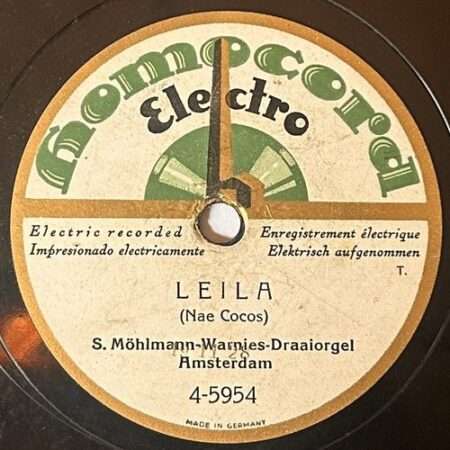 Homocord
Electro
Electric recorded
Impresionado electricamente
Enregistrement électrique
Elektrisch aufgenommen
T.
LEILA
(Nae Cocos)
S. Möhlmann-Warnies-Draaiorgel
Amsterdam
4-5954
MADE IN GERMANY